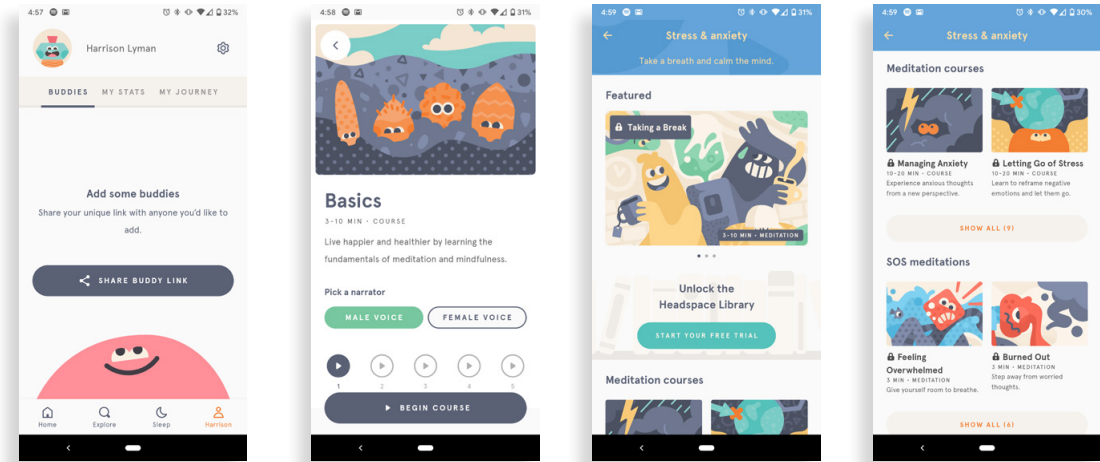 4:57 32%
Harrison Lyman
BUDDIES MY STATS MY JOURNEY
Add some buddies
Share your unique link with anyone you'd like to
add.
SHARE BUDDY LINK
Home Explore Sleep Harrison
4:58 31%
Basics
3-10 MIN • COURSE
Live happier and healthier by learning the
fundamentals of meditation and mindfulness.
Pick a narrator
MALE VOICE FEMALE VOICE
1 2 3 4 5
BEGIN COURSE
4:59 31%
Stress & anxiety
Take a breath and calm the mind.
Featured
Taking a Break
3-10 MIN • MEDITATION
Unlock the
Headspace Library
START YOUR FREE TRIAL
Meditation courses
4:59 30%
Stress & anxiety
Meditation courses
Managing Anxiety
10-20 MIN • COURSE
Experience anxious thoughts
from a new perspective.
Letting Go of Stress
10-20 MIN • COURSE
Learn to reframe negative
emotions and let them go.
SHOW ALL (9)
SOS meditations
Feeling
Overwhelmed
3 MIN • MEDITATION
Give yourself room to breathe.
Burned Out
3 MIN • MEDITATION
Step away from worried
thoughts.
SHOW ALL (6)